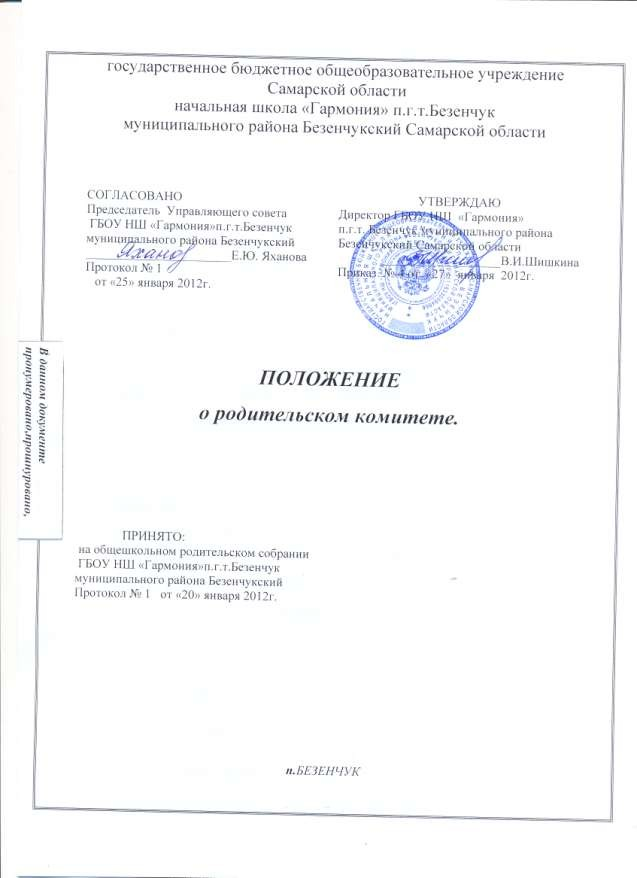 государственное бюджетное общеобразовательное учреждение
Самарской области
начальная школа «Гармония» п.г.т.Безенчук
муниципального района Безенчукский Самарской области
СОГЛАСОВАНО
Председатель Управляющего совета
ГБОУ НШ «Гармония»п.г.т.Безенчук
муниципального района Безенчукский
Яханов Е.Ю. Яханова
Протокол № 1
от «25» января 2012г.
УТВЕРЖДАЮ
Директор ГБОУ НШ «Гармония»
п.г.т. Безенчук муниципального района
Безенчукский Самарской области
В.И.Шишкина
Приказ № от «27» января 2012г.
ПОЛОЖЕНИЕ
о родительском комитете.
В данном документе
пронумеровано,прошнуровано,
ПРИНЯТО:
на общешкольном родительском собрании
ГБОУ НШ «Гармония»п.г.т.Безенчук
муниципального района Безенчукский
Протокол № 1 от «20» января 2012г.
п.БЕЗЕНЧУК